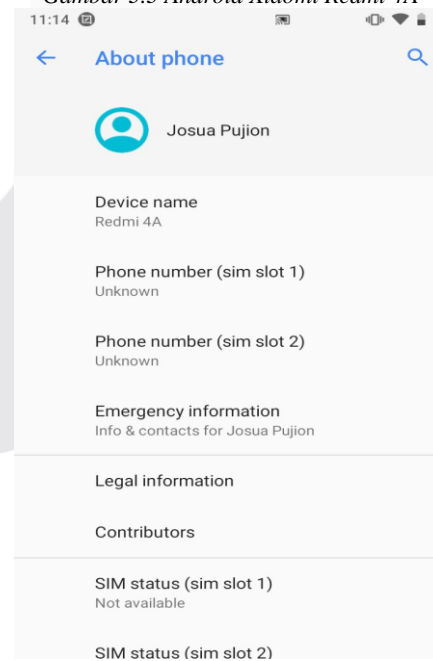 Gambar 3.3 Android Xiaomi Redmi 4A
11:14
About phone
Josua Pujion
Device name
Redmi 4A
Phone number (sim slot 1)
Unknown
Phone number (sim slot 2)
Unknown
Emergency information
Info & contacts for Josua Pujion
Legal information
Contributors
SIM status (sim slot 1)
Not available
SIM status (sim slot 2)